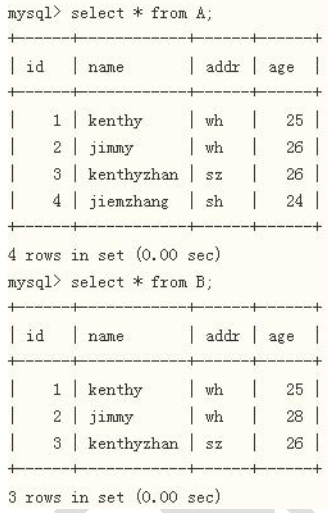 mysql> select * from A;
+------+------------+------+------+
| id   | name       | addr | age  |
+------+------------+------+------+
|    1 | kenthy     | wh   |   25 |
|    2 | jimmy      | wh   |   26 |
|    3 | kenthyzhan | sz   |   26 |
|    4 | jiemzhang  | sh   |   24 |
+------+------------+------+------+
4 rows in set (0.00 sec)
mysql> select * from B;
+------+------------+------+------+
| id   | name       | addr | age  |
+------+------------+------+------+
|    1 | kenthy     | wh   |   25 |
|    2 | jimmy      | wh   |   28 |
|    3 | kenthyzhan | sz   |   26 |
+------+------------+------+------+
3 rows in set (0.00 sec)